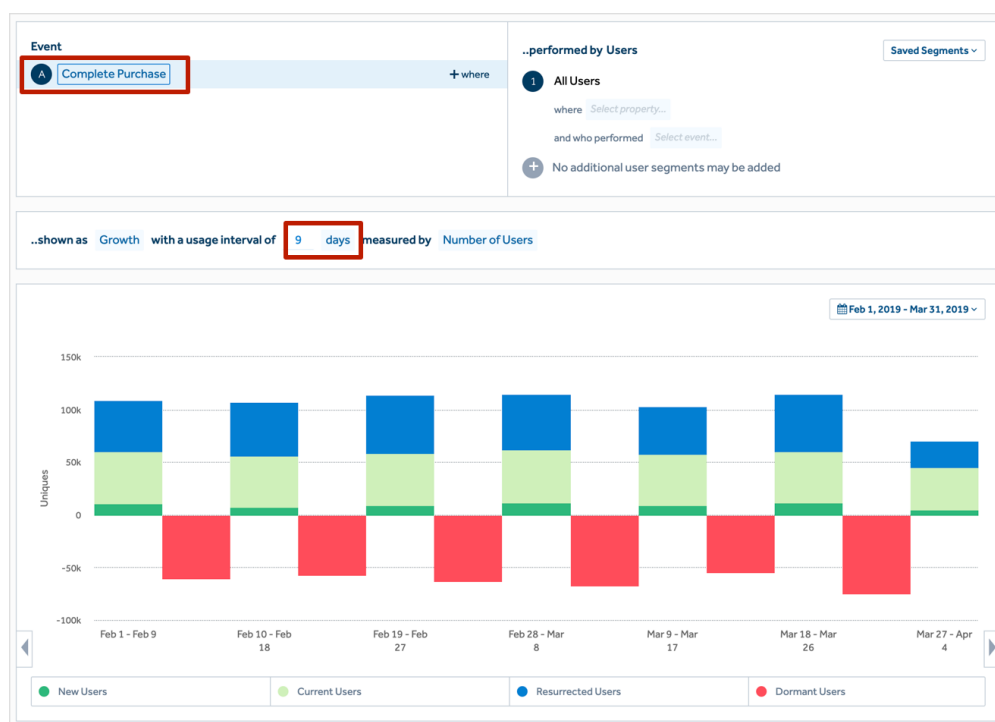 Event
A Complete Purchase
+ where
..performed by Users
Saved Segments
1 All Users
where Select property...
and who performed Select event...
+ No additional user segments may be added
..shown as Growth with a usage interval of 9 days measured by Number of Users
Feb 1, 2019 - Mar 31, 2019
150k
100k
50k
0
-50k
-100k
Uniques
Feb 1 - Feb 9
Feb 10 - Feb
18
Feb 19 - Feb
27
Feb 28 - Mar
8
Mar 9 - Mar
17
Mar 18 - Mar
26
Mar 27 - Apr
4
New Users
Current Users
Resurrected Users
Dormant Users